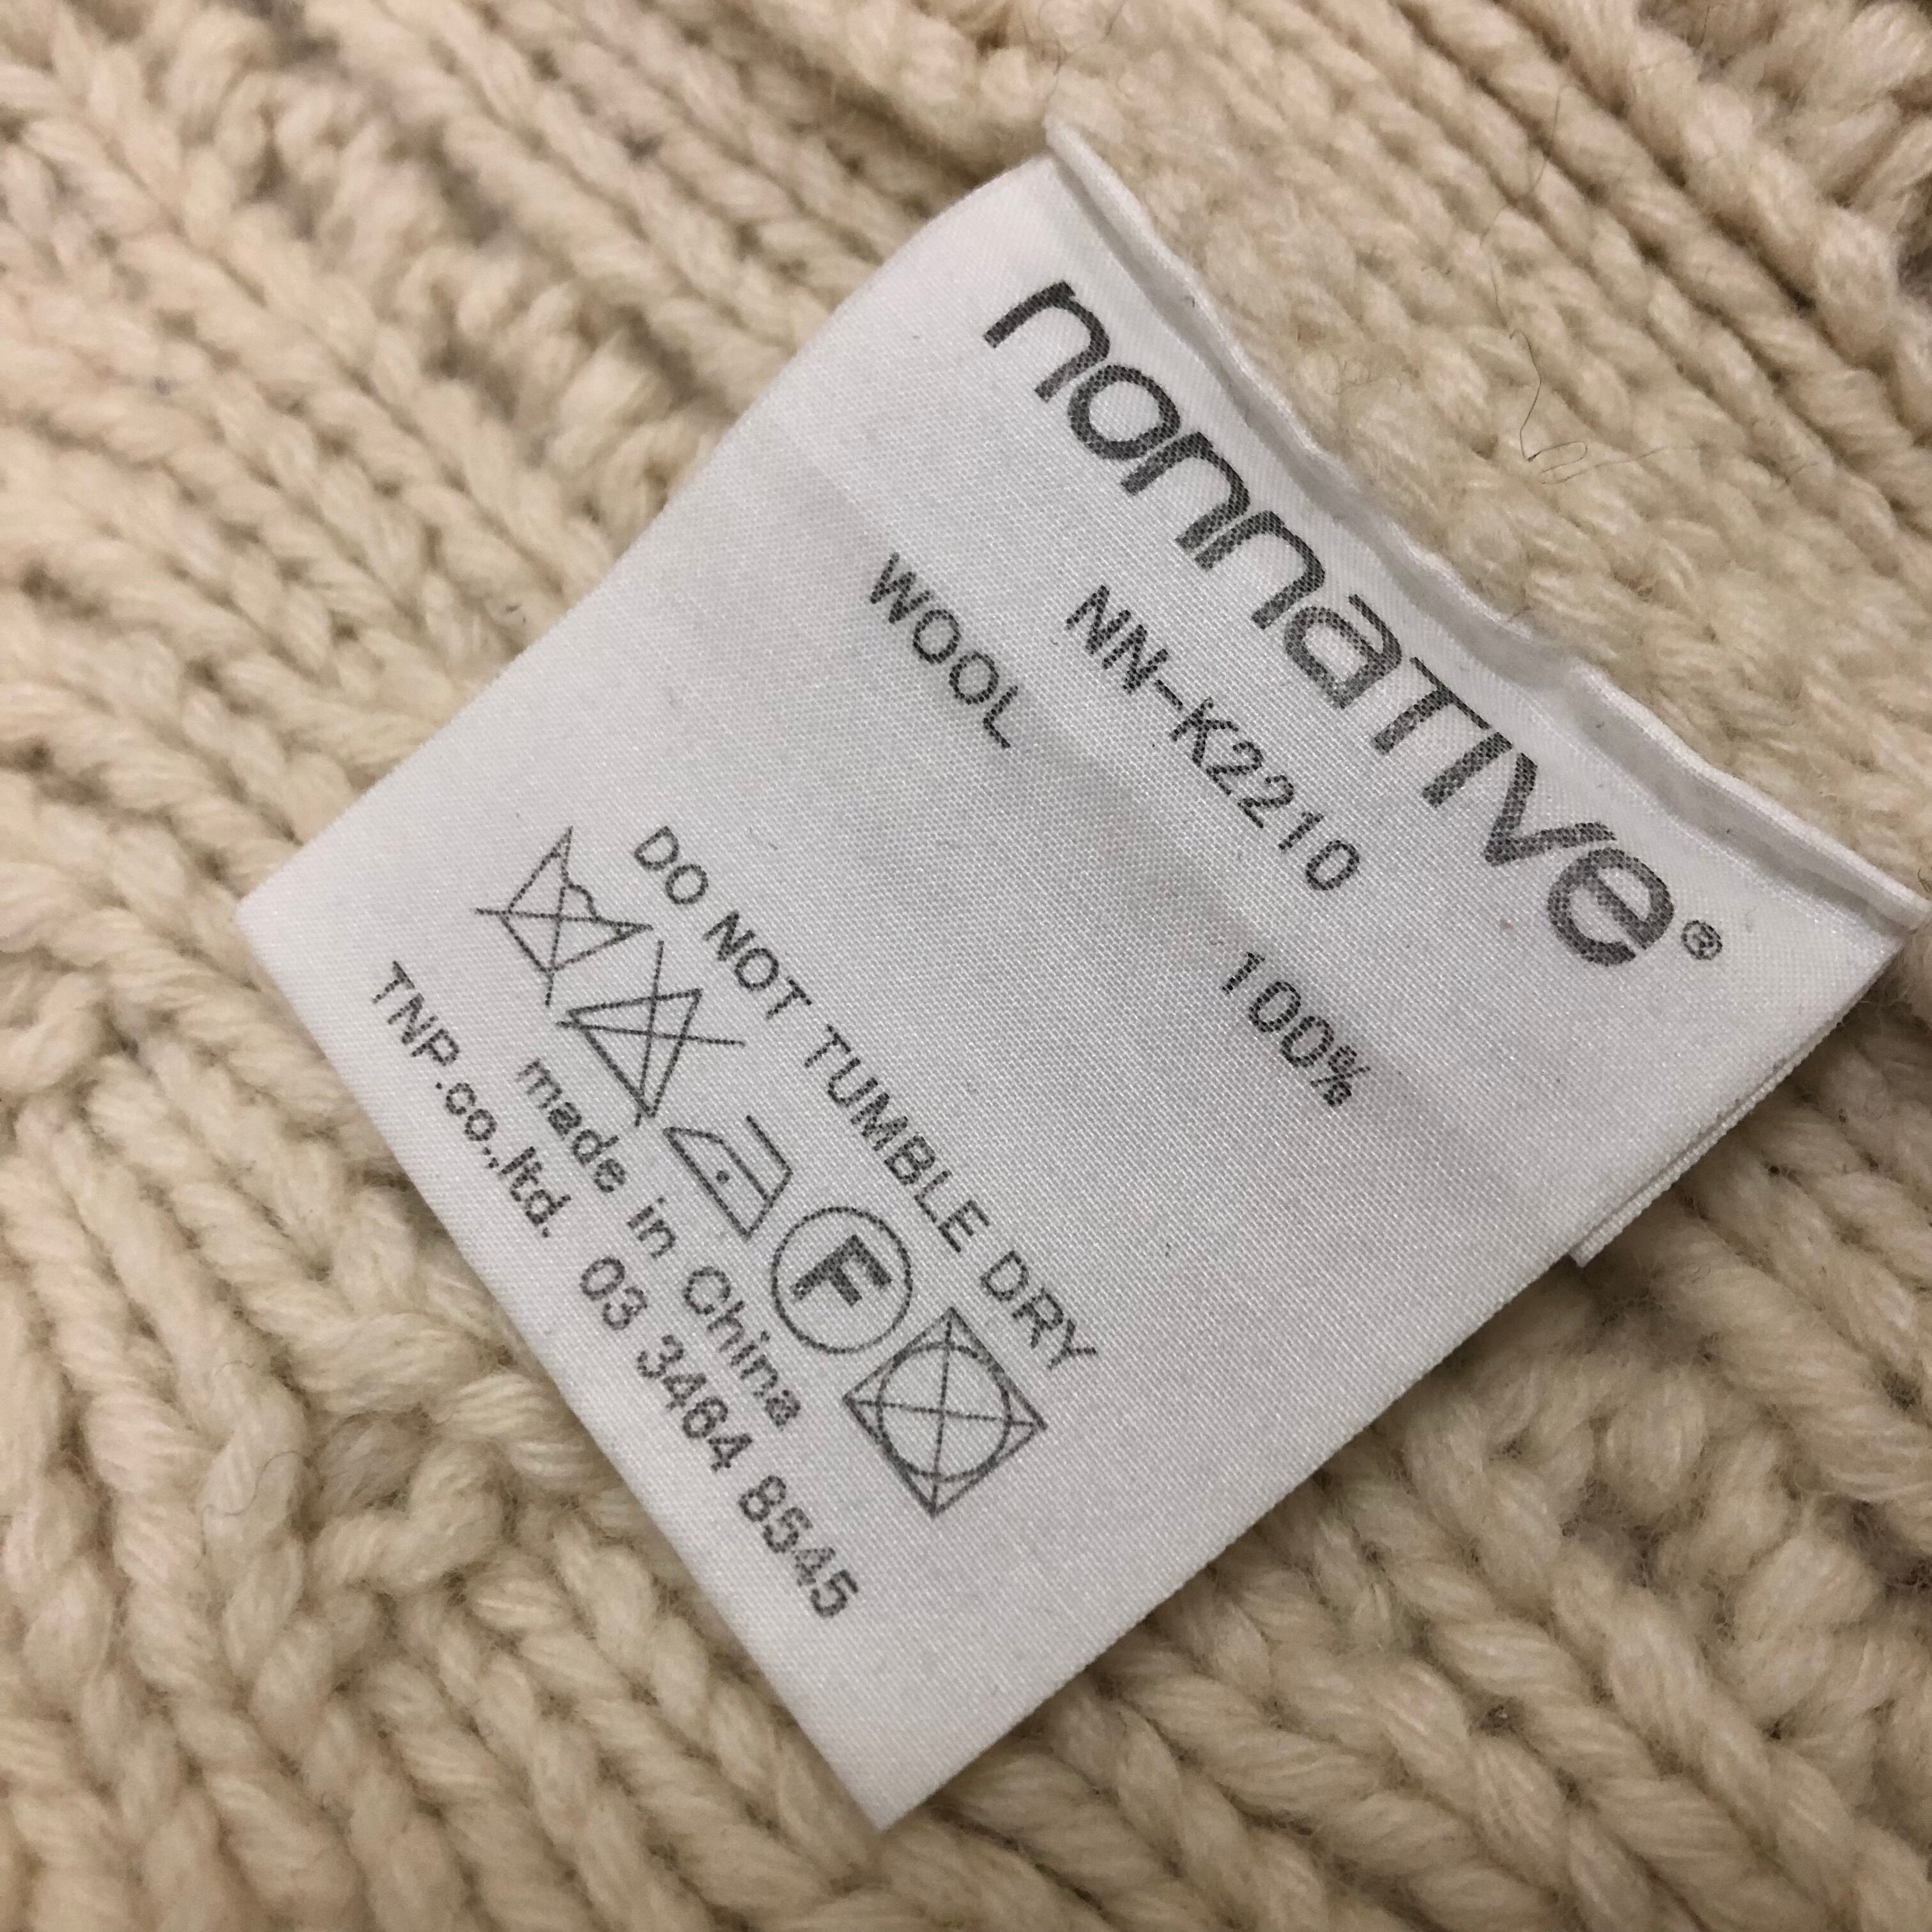 nonnative®
NN-K2210
WOOL 100%
DO NOT TUMBLE DRY
F
made in China
TNP.co.,ltd. 03 3464 8545